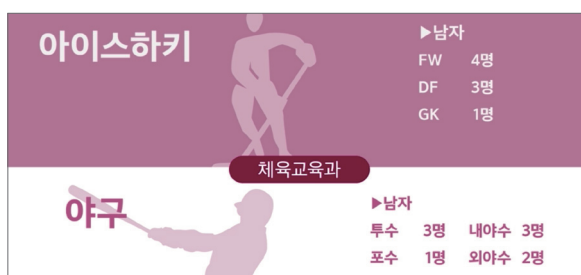 아이스하키
▶남자
FW 4명
DF 3명
GK 1명
체육교육과
야구
▶남자
투수 3명 내야수 3명
포수 1명 외야수 2명